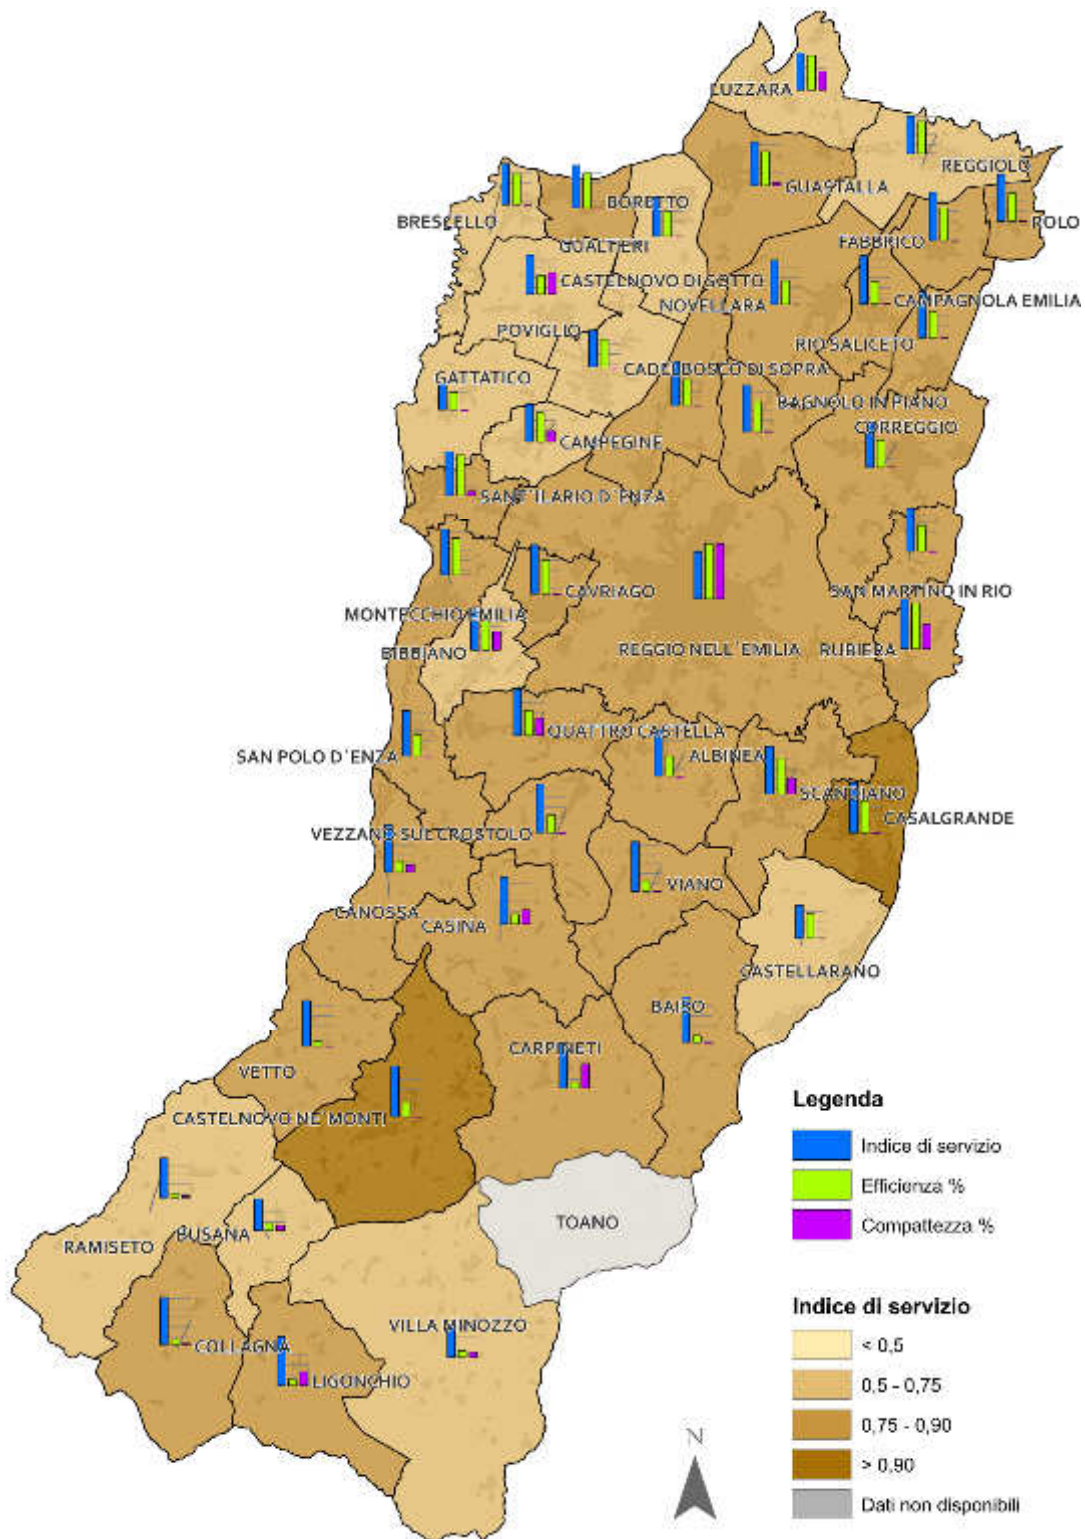 LUZZARA
REGGIOLO
GUASTALLA
BRESCELLO
BORETTO
ROLO
GUALTIERI
FABBRICO
CASTELNOVO DI SOTTO
NOVELLARA
CAMPAGNOLA EMILIA
POVIGLIO
RIO SALICETO
CADELBOSCO DI SOPRA
GATTATICO
BAGNOLO IN PIANO
CORREGGIO
CAMPEGINE
SANT'ILARIO D'ENZA
CAVRIAGO
SAN MARTINO IN RIO
MONTECCHIO EMILIA
BIBBIANO
REGGIO NELL'EMILIA
RUBIERA
QUATTRO CASTELLA
SAN POLO D'ENZA
ALBINEA
SCANDIANO
CASALGRANDE
VEZZANO SUL CROSTOLO
VIANO
CANOSSA
CASINA
CASTELLARANO
BAISO
CARPINETI
VETTO
CASTELNOVO NE MONTI
TOANO
BUSANA
RAMISETO
VILLA MINOZZO
COLLAGNA
LIGONCHIO
Legenda
Indice di servizio
Efficienza %
Compattezza %
Indice di servizio
< 0,5
0,5 - 0,75
0,75 - 0,90
> 0,90
Dati non disponibili
N